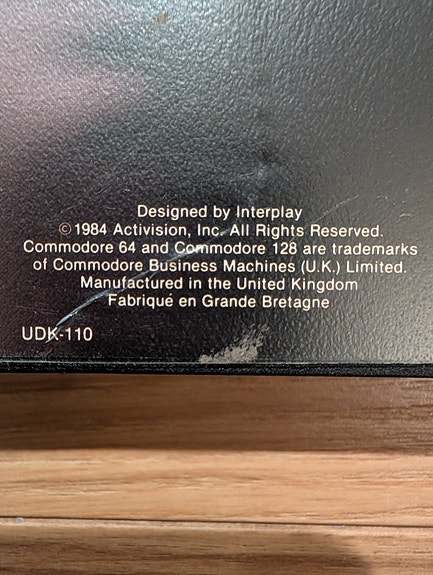 Designed by Interplay
©1984 Activision, Inc. All Rights Reserved.
Commodore 64 and Commodore 128 are trademarks
of Commodore Business Machines (U.K.) Limited.
Manufactured in the United Kingdom
Fabriqué en Grande Bretagne
UDK-110